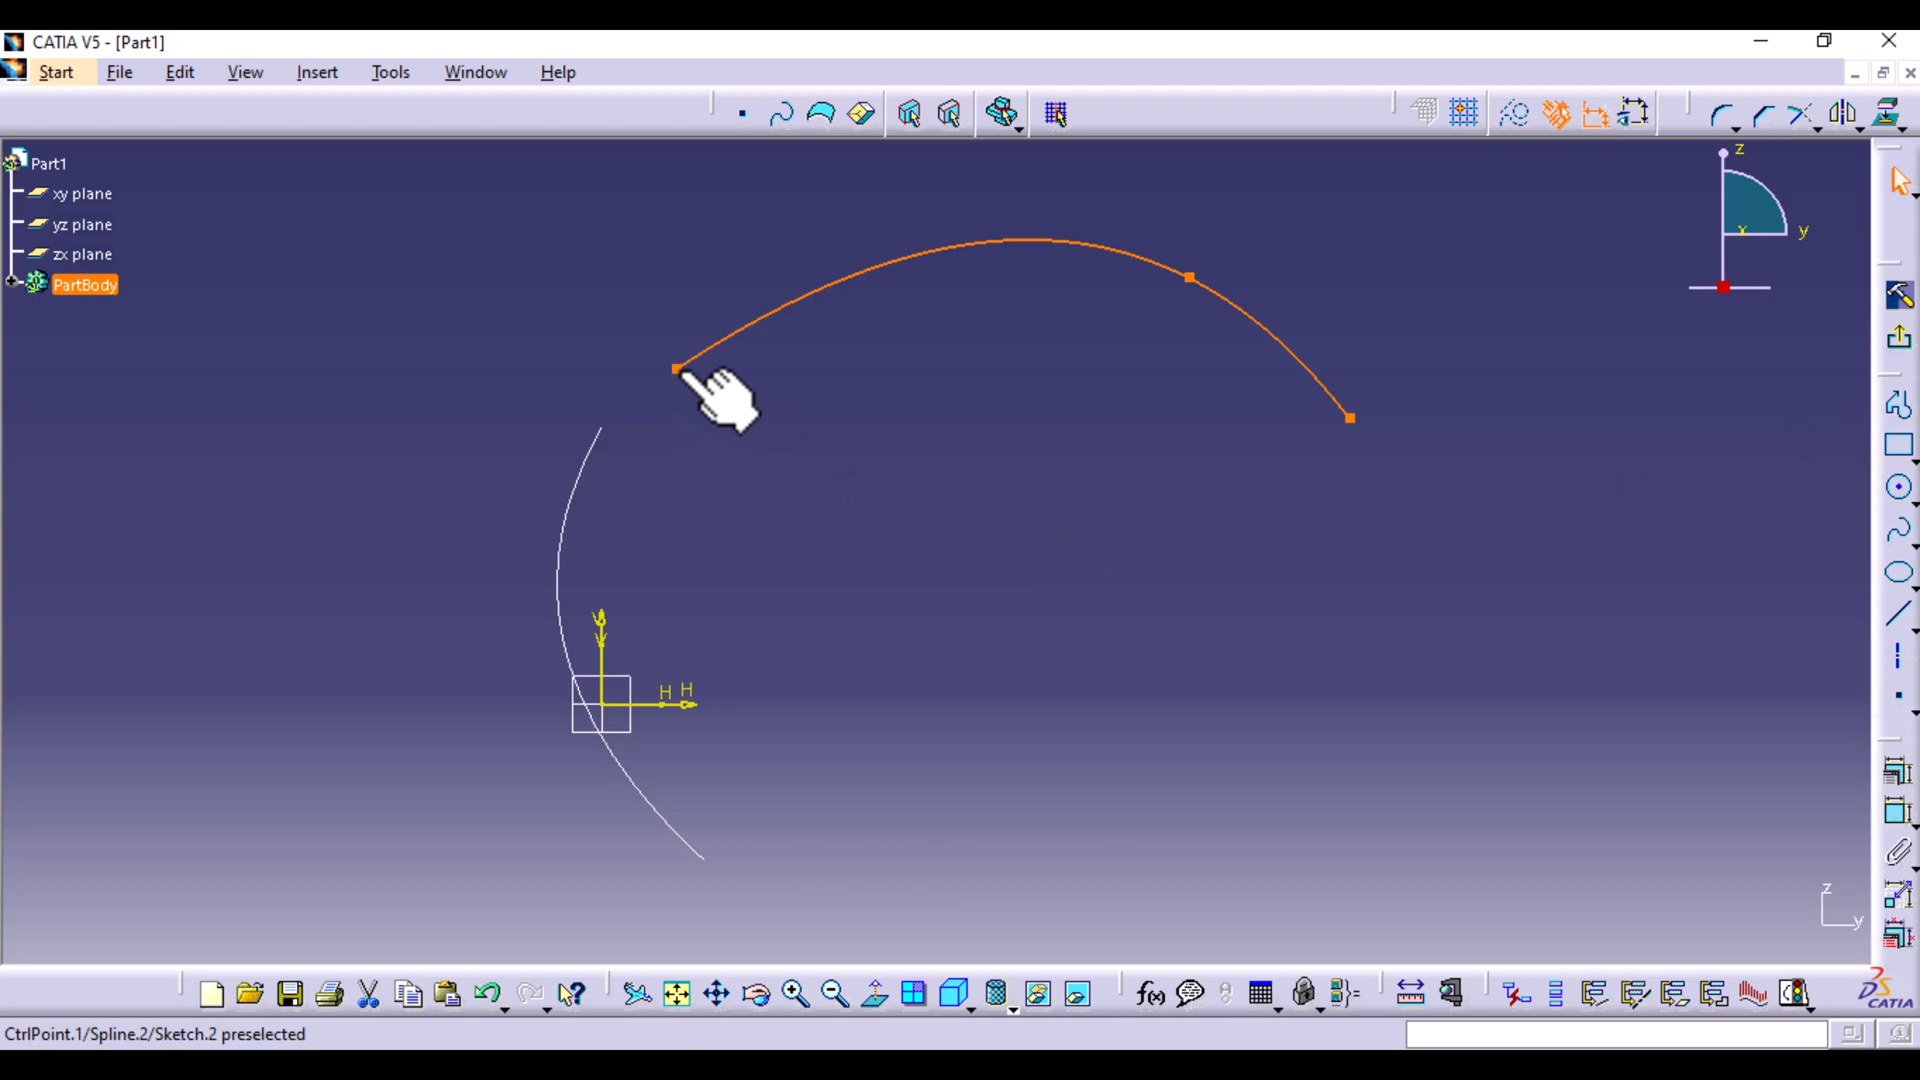 CATIA V5 - [Part1]
Start File Edit View Insert Tools Window Help
Part1
xy plane
yz plane
zx plane
PartBody
z
x
y
V
V
H H
z
y
f(x)
CATIA
CtrlPoint.1/Spline.2/Sketch.2 preselected